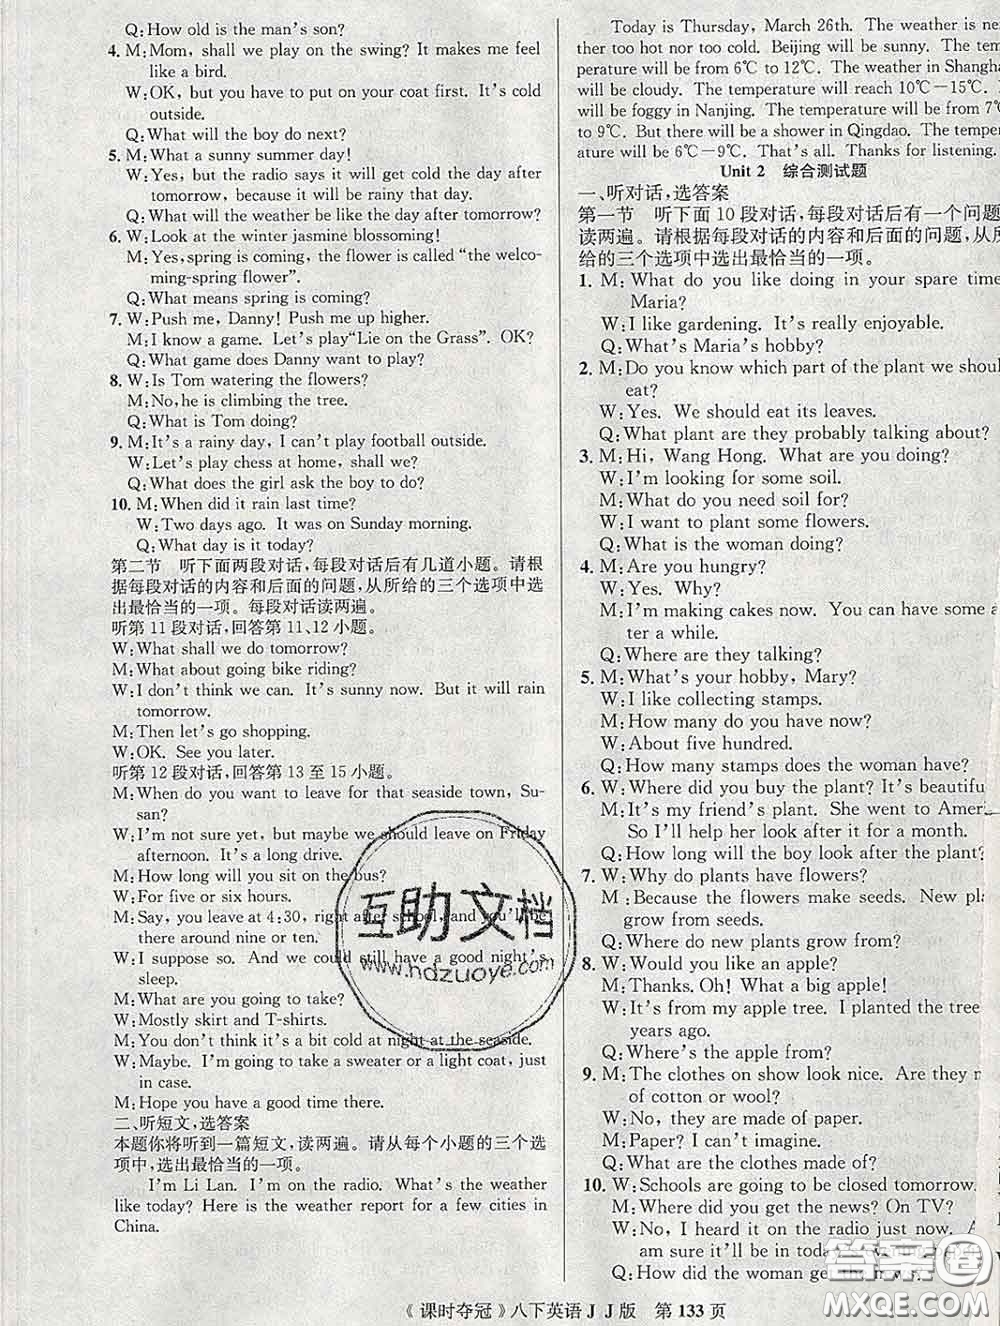 Q:How old is the man's son?
4. M:Mom, shall we play on the swing? It makes me feel
like a bird.
W:OK, but you have to put on your coat first. It's cold
outside.
Q:What will the boy do next?
5. M:What a sunny summer day!
W:Yes, but the radio says it will get cold the day after
tomorrow, because it will be rainy that day.
Q:What will the weather be like the day after tomorrow?
6. W:Look at the winter jasmine blossoming!
M:Yes,spring is coming, the flower is called "the welco-
ming-spring flower".
Q:What means spring is coming?
7. W:Push me, Danny! Push me up higher.
M:I know a game. Let's play"Lie on the Grass". OK?
Q:What game does Danny want to play?
8. W:Is Tom watering the flowers?
M:No,he is climbing the tree.
Q:What is Tom doing?
9. M:It's a rainy day, I can't play football outside.
W:Let's play chess at home, shall we?
Q:What does the girl ask the boy to do?
10. M:When did it rain last time?
W:Two days ago. It was on Sunday morning.
Q:What day is it today?
第二节 听下面两段对话,每段对话后有几道小题。请根
据每段对话的内容和后面的问题,从所给的三个选项中选
出最恰当的一项。每段对话读两遍。
听第11段对话,回答第11、12小题。
W:What shall we do tomorrow?
M:What about going bike riding?
W:I don't think we can. It's sunny now. But it will rain
tomorrow.
M:Then let's go shopping.
W:OK. See you later.
听第12段对话,回答第13至15小题。
M:When do you want to leave for that seaside town, Su-
san?
W:I'm not sure yet, but maybe we should leave on Friday
afternoon. It's a long drive.
M:How long will you sit on the bus?
W:For five or six hours.
M:Say, you leave at 4:30, right after school, and you'll be
there around nine or ten.
W:I suppose so. And we could still have a good night's
sleep.
M:What are you going to take?
W:Mostly skirt and T-shirts.
M:You don't think it's a bit cold at night at the seaside.
W:Maybe. I'm going to take a sweater or a light coat, just
in case.
M:Hope you have a good time there.
二、听短文,选答案
本题你将听到一篇短文,读两遍。请从每个小题的三个选
项中,选出最恰当的一项。
I'm Li Lan. I'm on the radio. What's the weather
like today? Here is the weather report for a few cities in
China.
Today is Thursday, March 26th. The weather is nei
ther too hot nor too cold. Beijing will be sunny. The tem
perature will be from 6℃ to 12℃. The weather in Shangha
will be cloudy. The temperature will reach 10℃-15℃.
will be foggy in Nanjing. The temperature will be from 7℃
to 9℃. But there will be a shower in Qingdao. The temper
ature will be 6℃-9℃. That's all. Thanks for listening.
Unit 2 综合测试题
一、听对话,选答案
第一节 听下面10段对话,每段对话后有一个问题
读两遍。请根据每段对话的内容和后面的问题,从所
给的三个选项中选出最恰当的一项。
1. M: What do you like doing in your spare time
Maria?
W:I like gardening. It's really enjoyable.
Q:What's Maria's hobby?
2. M:Do you know which part of the plant we shoul
eat?
W:Yes. We should eat its leaves.
Q:What plant are they probably talking about?
3. M:Hi, Wang Hong. What are you doing?
W:I'm looking for some soil.
M:What do you need soil for?
W:I want to plant some flowers.
Q:What is the woman doing?
4. M:Are you hungry?
W:Yes. Why?
M:I'm making cakes now. You can have some a
ter a while.
Q:Where are they talking?
5. M:What's your hobby, Mary?
W:I like collecting stamps.
M:How many do you have now?
W:About five hundred.
Q:How many stamps does the woman have?
6. W:Where did you buy the plant? It's beautifu
M:It's my friend's plant. She went to Ameri
So I'll help her look after it for a month.
Q:How long will the boy look after the plant?
7. W:Why do plants have flowers?
M: Because the flowers make seeds. New pla
grow from seeds.
Q:Where do new plants grow from?
8. W:Would you like an apple?
M:Thanks. Oh! What a big apple!
W:It's from my apple tree. I planted the tree
years ago.
Q:Where's the apple from?
9. M:The clothes on show look nice. Are they
of cotton or wool?
W:No, they are made of paper.
M:Paper? I can't imagine.
Q:What are the clothes made of?
10. W:Schools are going to be closed tomorrow.
M:Where did you get the news? On TV?
W:No, I heard it on the radio just now.
am sure it'll be in today
Q:How did the woman get the news.
《课时夺冠》八下英语JJ版 第133页
互助文档
www.hdzuoye.com
答案圈
MXQE.COM